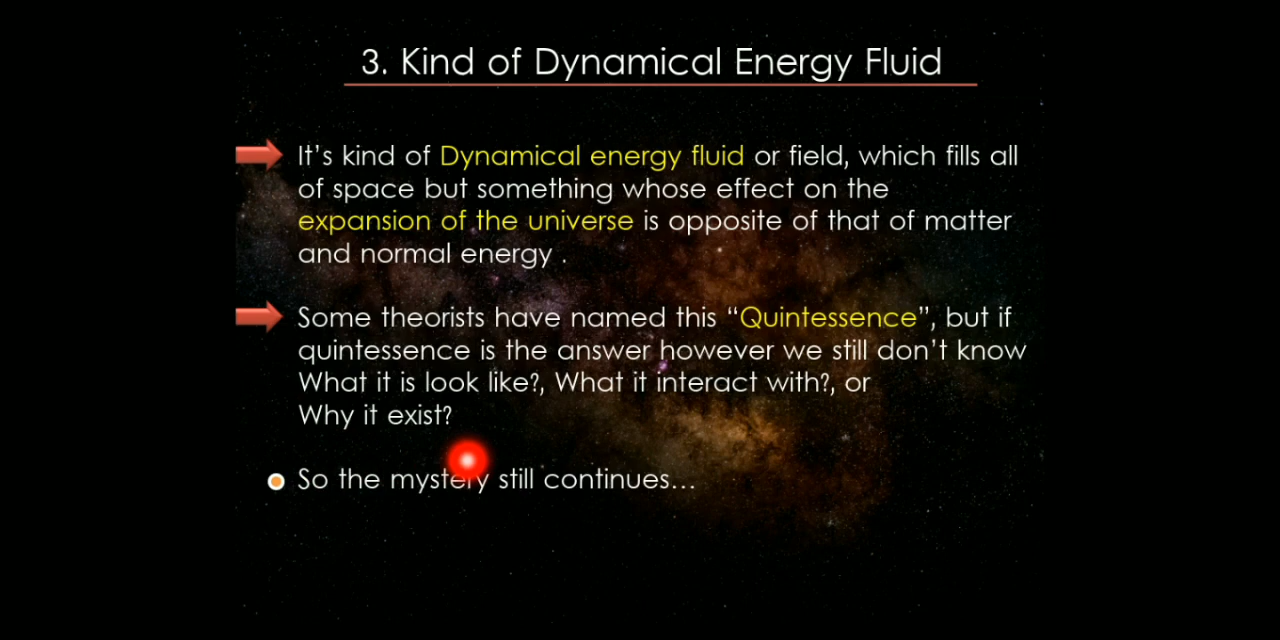 3. Kind of Dynamical Energy Fluid
It’s kind of Dynamical energy fluid or field, which fills all
of space but something whose effect on the
expansion of the universe is opposite of that of matter
and normal energy .
Some theorists have named this “Quintessence”, but if
quintessence is the answer however we still don’t know
What it is look like?, What it interact with?, or
Why it exist?
So the mystery still continues…